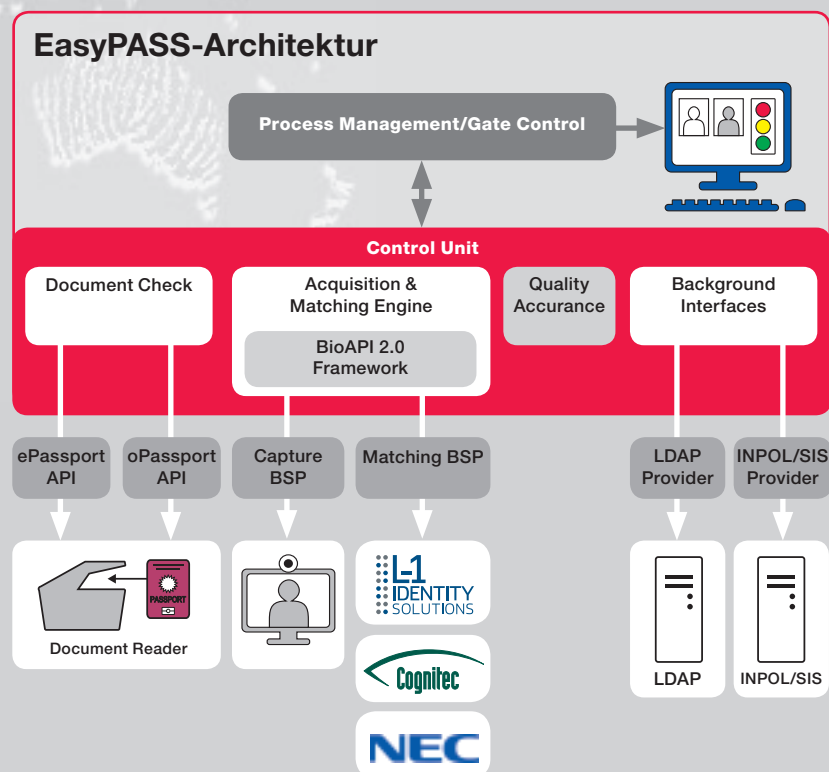 EasyPASS-Architektur
Process Management/Gate Control
Control Unit
Document Check
Acquisition &
Matching Engine
BioAPI 2.0
Framework
Quality
Accurance
Background
Interfaces
ePassport
API
oPassport
API
Capture
BSP
Matching BSP
LDAP
Provider
INPOL/SIS
Provider
PASSPORT
Document Reader
L-1
IDENTITY
SOLUTIONS
Cognitec
NEC
LDAP
INPOL/SIS